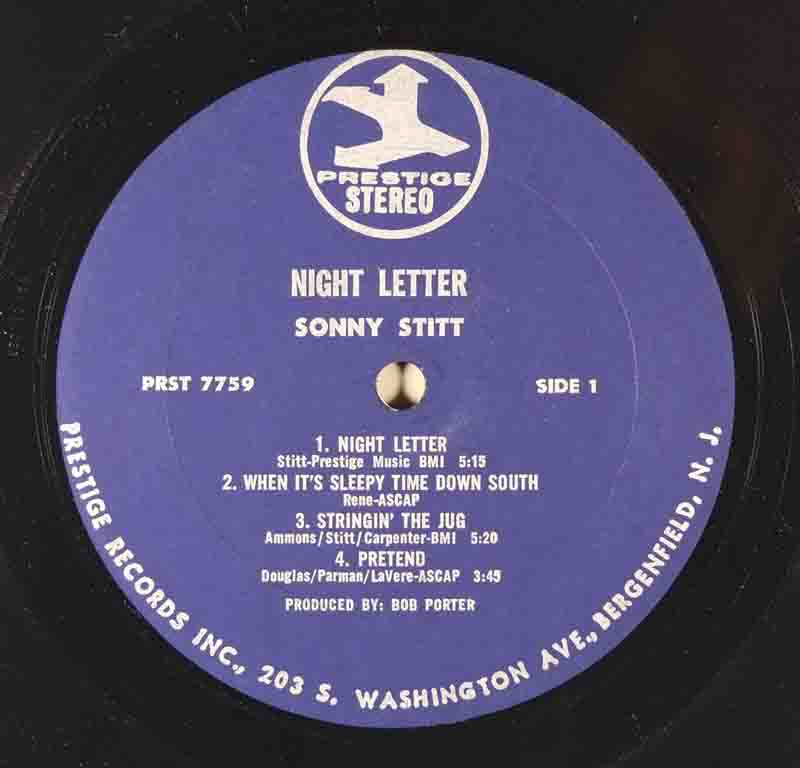 PRESTIGE
STEREO
NIGHT LETTER
SONNY STITT
PRST 7759
SIDE 1
1. NIGHT LETTER
Stitt-Prestige Music BMI 5:15
2. WHEN IT'S SLEEPY TIME DOWN SOUTH
Rene-ASCAP
3. STRINGIN' THE JUG
Ammons/Stitt/Carpenter-BMI 5:20
4. PRETEND
Douglas/Parman/LaVere-ASCAP 3:45
PRODUCED BY: BOB PORTER
PRESTIGE RECORDS INC., 203 S. WASHINGTON AVE., BERGENFIELD, N. J.